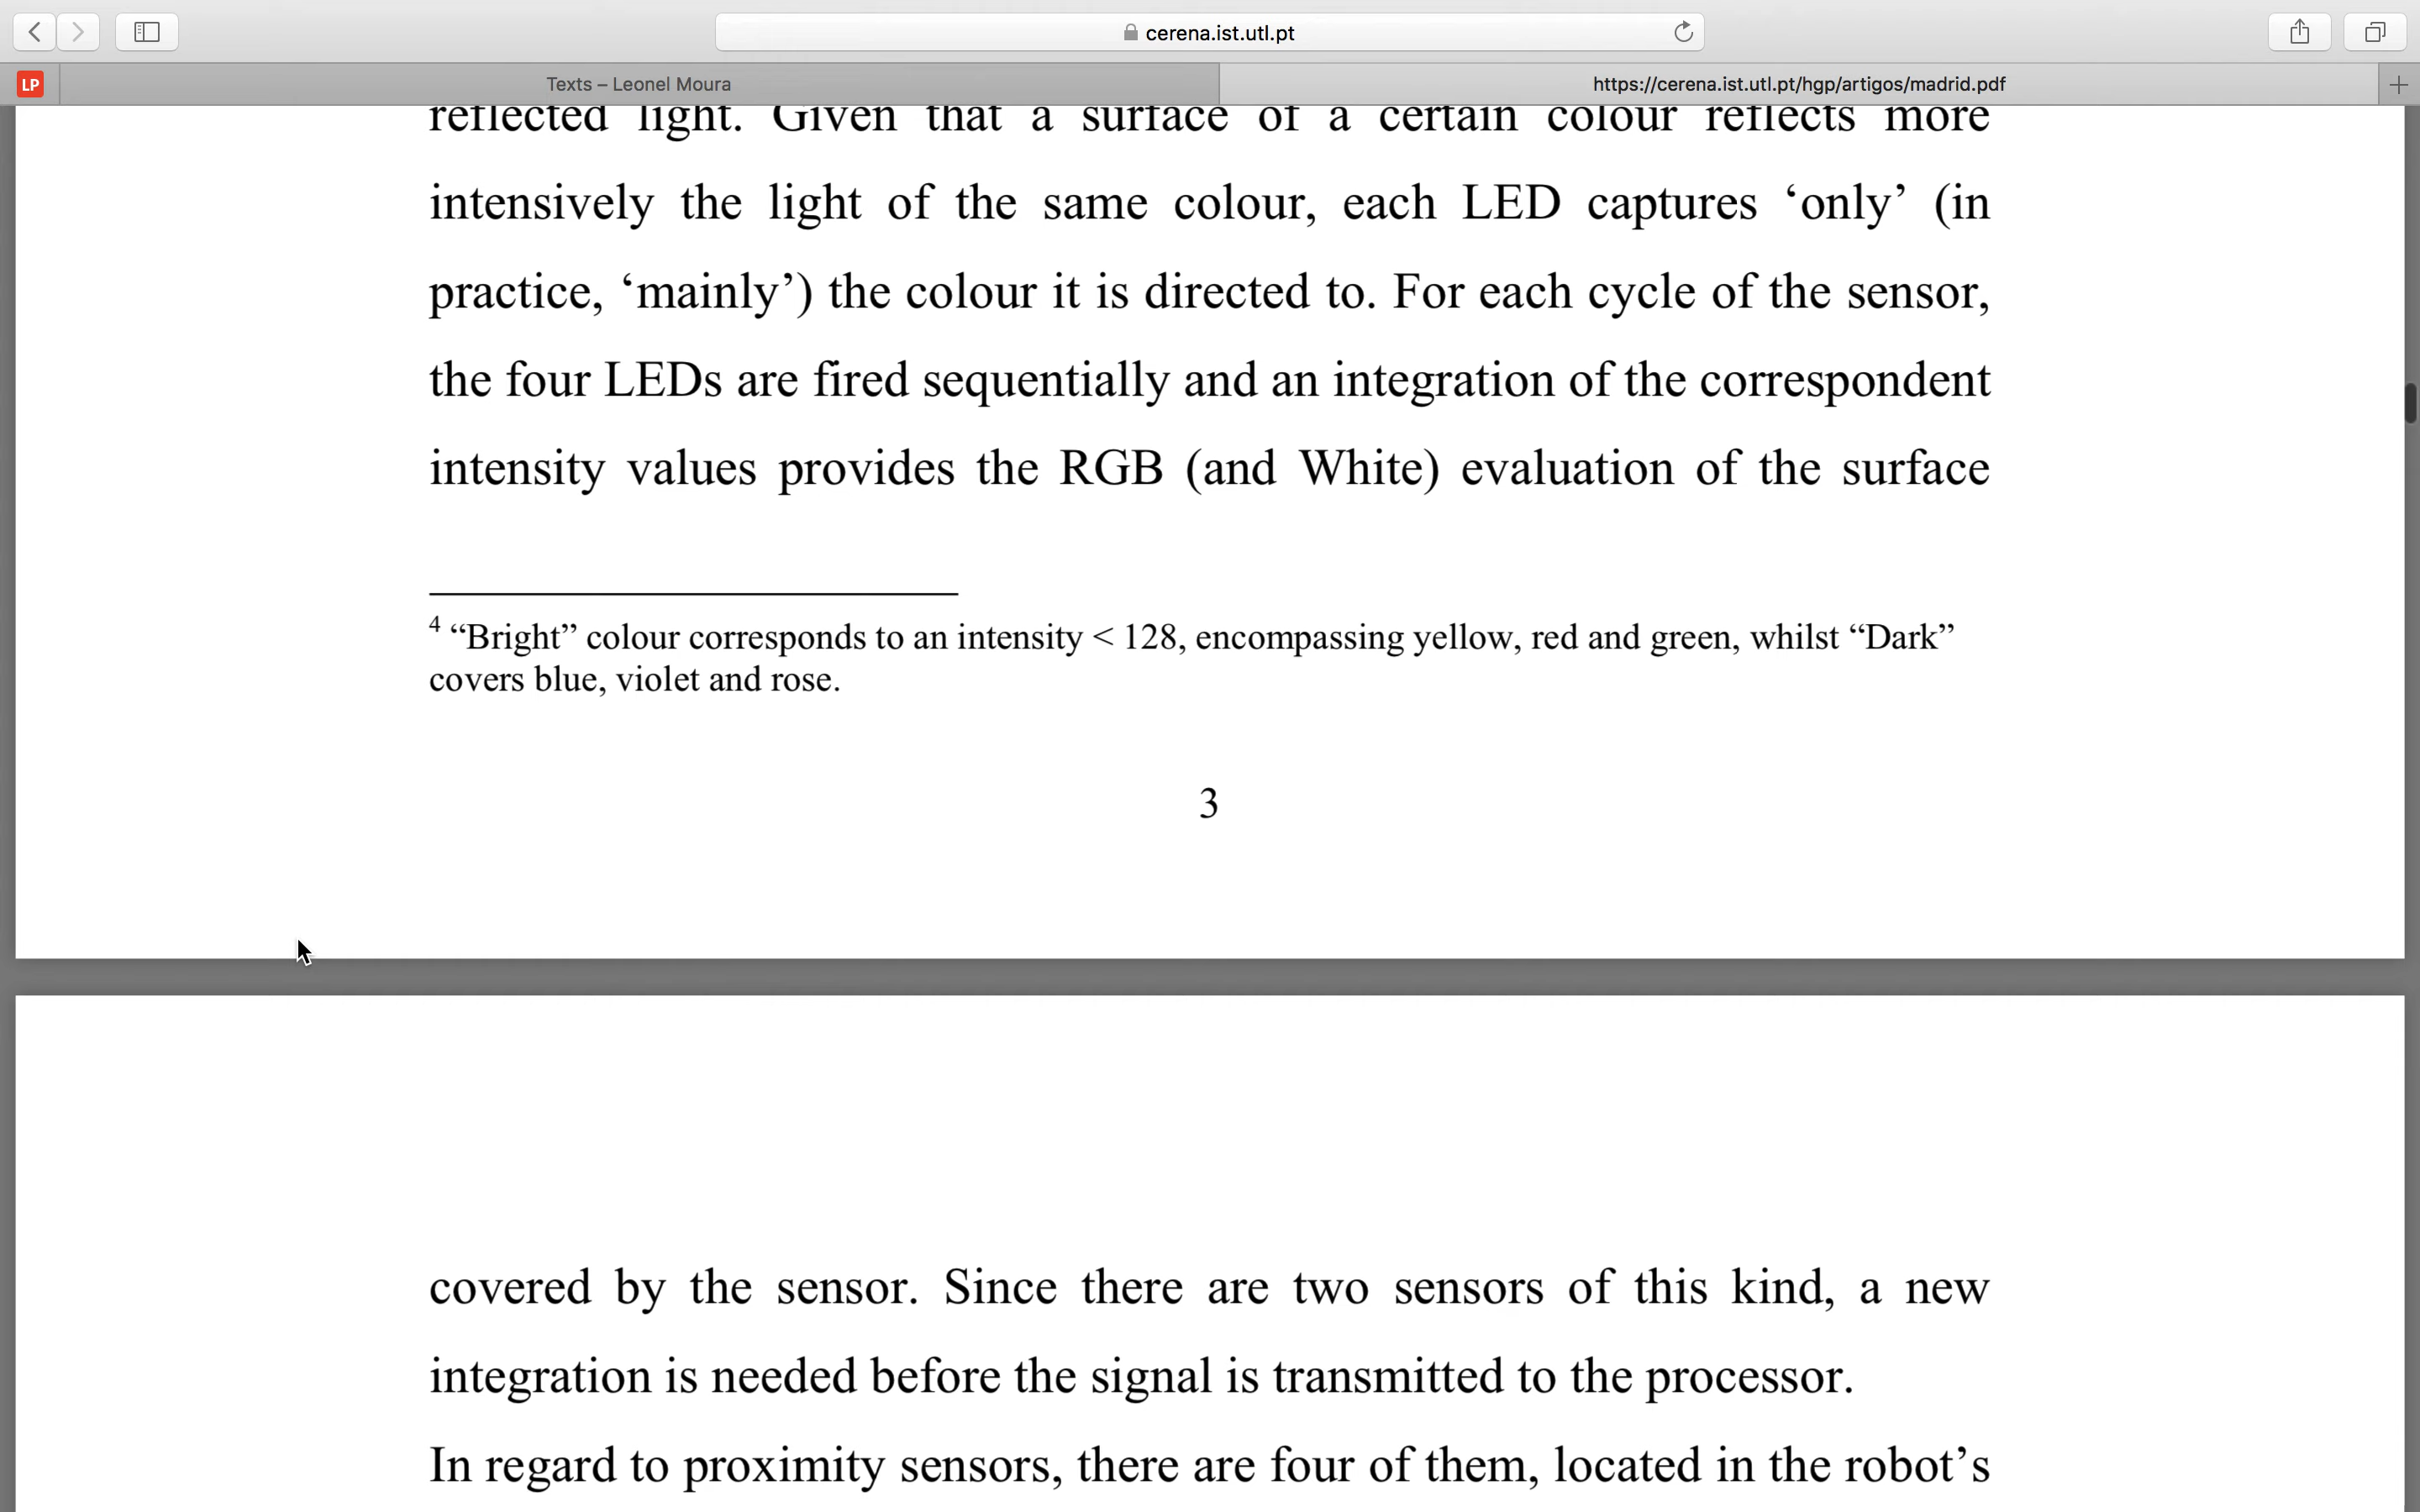 cerena.ist.utl.pt
LP
Texts – Leonel Moura
https://cerena.ist.utl.pt/hgp/artigos/madrid.pdf
reflected light. Given that a surface of a certain colour reflects more
intensively the light of the same colour, each LED captures ‘only’ (in
practice, ‘mainly’) the colour it is directed to. For each cycle of the sensor,
the four LEDs are fired sequentially and an integration of the correspondent
intensity values provides the RGB (and White) evaluation of the surface
4 “Bright” colour corresponds to an intensity < 128, encompassing yellow, red and green, whilst “Dark”
covers blue, violet and rose.
3
covered by the sensor. Since there are two sensors of this kind, a new
integration is needed before the signal is transmitted to the processor.
In regard to proximity sensors, there are four of them, located in the robot’s